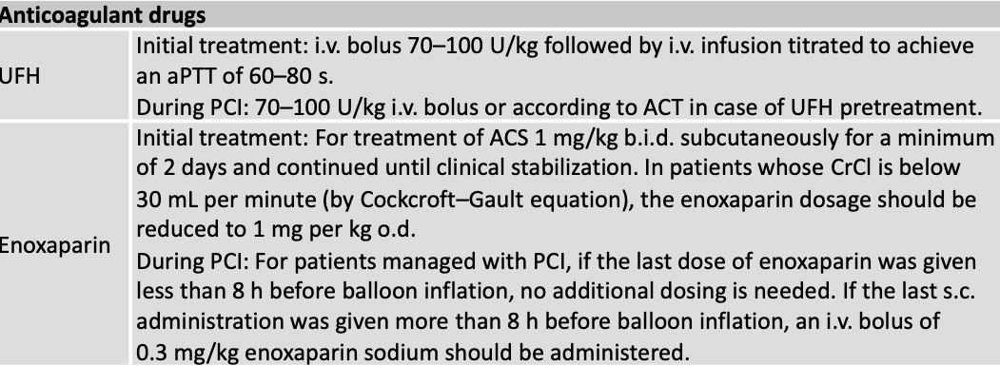 Anticoagulant drugs
UFH
Initial treatment: i.v. bolus 70–100 U/kg followed by i.v. infusion titrated to achieve
an aPTT of 60–80 s.
During PCI: 70–100 U/kg i.v. bolus or according to ACT in case of UFH pretreatment.
Enoxaparin
Initial treatment: For treatment of ACS 1 mg/kg b.i.d. subcutaneously for a minimum
of 2 days and continued until clinical stabilization. In patients whose CrCl is below
30 mL per minute (by Cockcroft–Gault equation), the enoxaparin dosage should be
reduced to 1 mg per kg o.d.
During PCI: For patients managed with PCI, if the last dose of enoxaparin was given
less than 8 h before balloon inflation, no additional dosing is needed. If the last s.c.
administration was given more than 8 h before balloon inflation, an i.v. bolus of
0.3 mg/kg enoxaparin sodium should be administered.